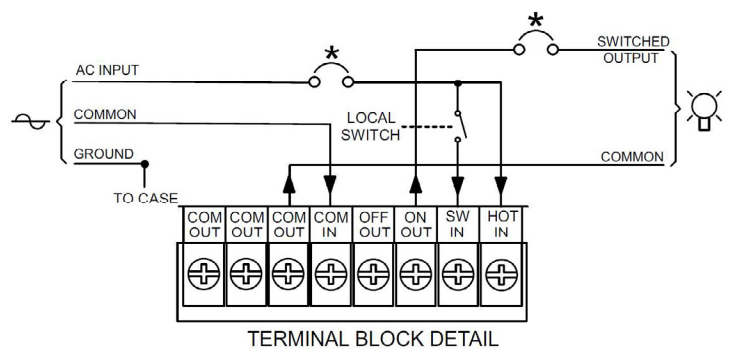 *
*
SWITCHED
OUTPUT
AC INPUT
COMMON
LOCAL
SWITCH
GROUND
COMMON
TO CASE
COM OUT
COM OUT
COM OUT
COM IN
OFF OUT
ON OUT
SW IN
HOT IN
TERMINAL BLOCK DETAIL